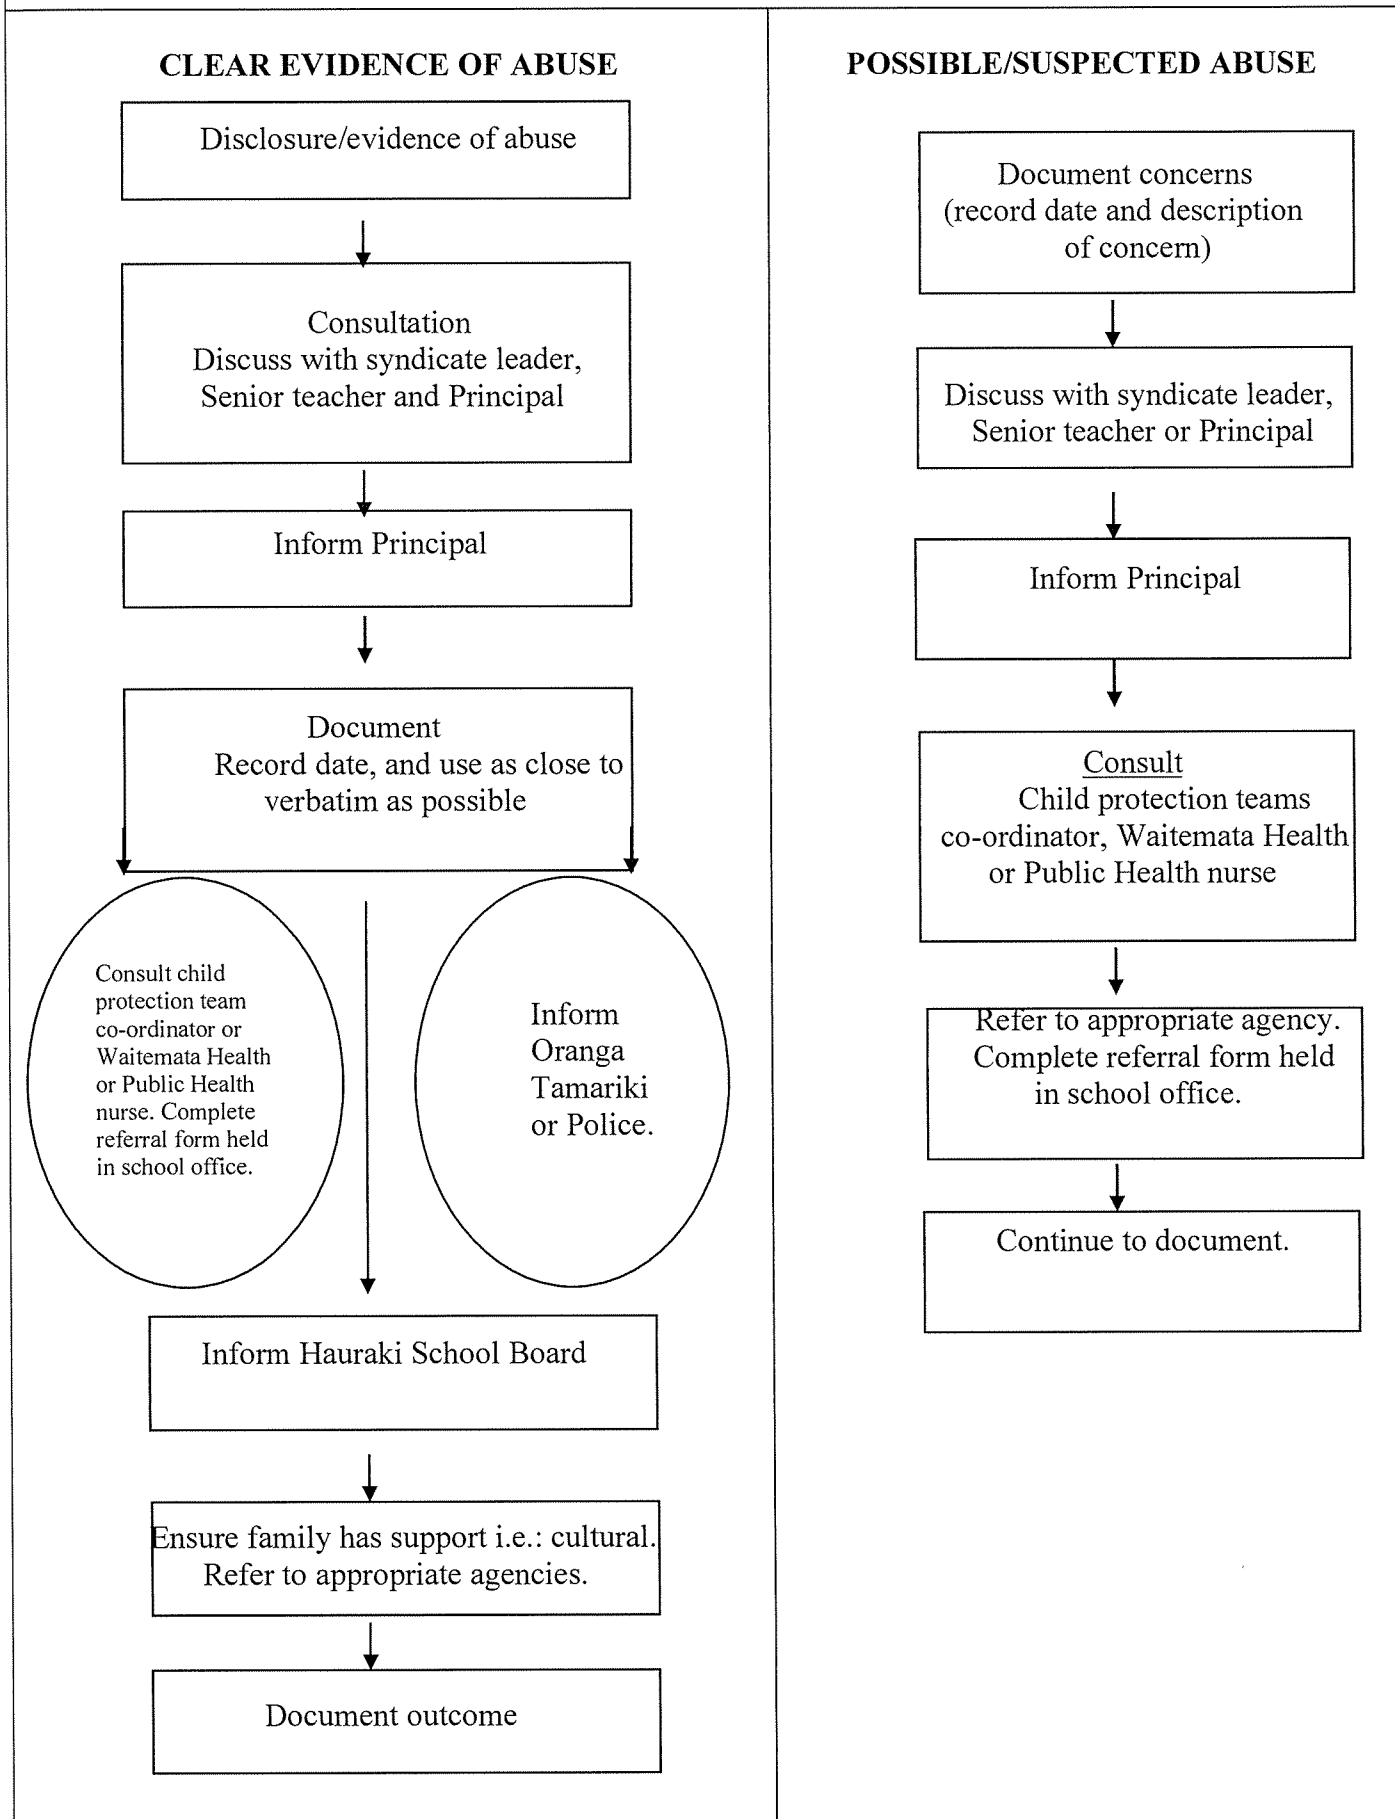 CLEAR EVIDENCE OF ABUSE
Disclosure/evidence of abuse
Consultation
Discuss with syndicate leader,
Senior teacher and Principal
Inform Principal
Document
Record date, and use as close to
verbatim as possible
Consult child
protection team
co-ordinator or
Waitemata Health
or Public Health
nurse. Complete
referral form held
in school office.
Inform
Oranga
Tamariki
or Police.
Inform Hauraki School Board
Ensure family has support i.e.: cultural.
Refer to appropriate agencies.
Document outcome
POSSIBLE/SUSPECTED ABUSE
Document concerns
(record date and description
of concern)
Discuss with syndicate leader,
Senior teacher or Principal
Inform Principal
Consult
Child protection teams
co-ordinator, Waitemata Health
or Public Health nurse
Refer to appropriate agency.
Complete referral form held
in school office.
Continue to document.